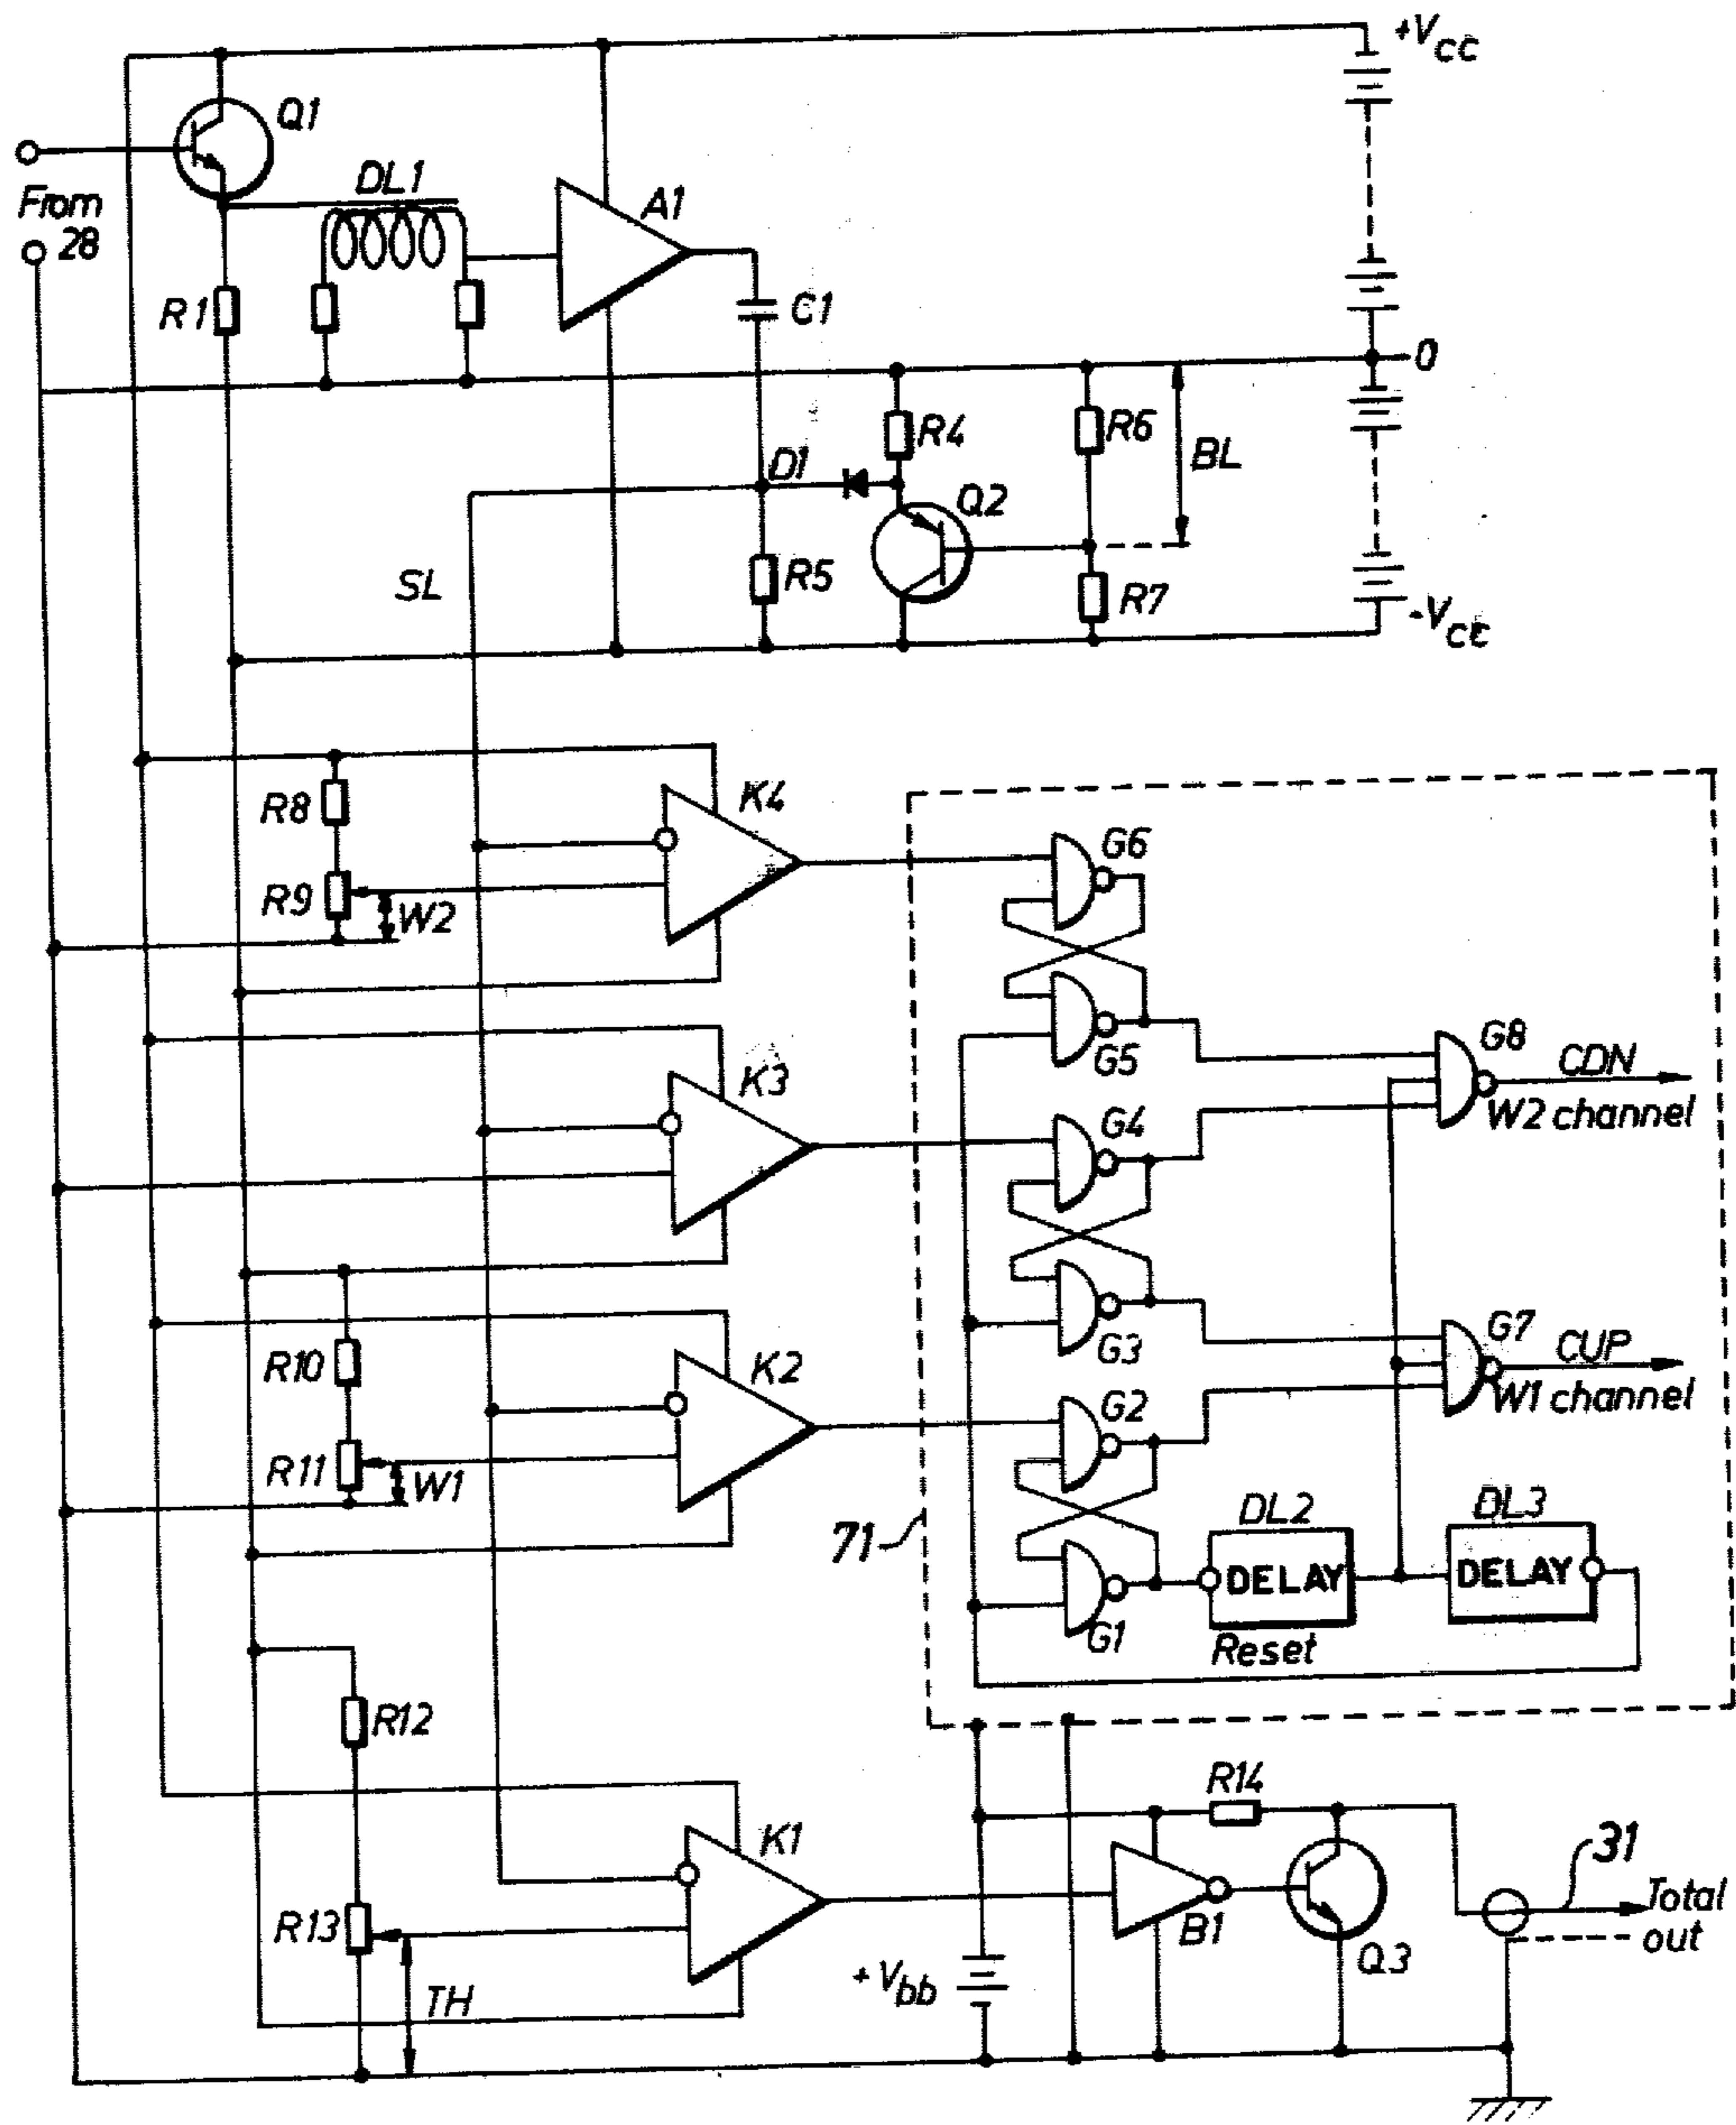 +Vcc
Q1
DL1
A1
From
28
R1
C1
0
R4
R6
BL
D1
Q2
SL
R5
R7
-Vcc
K4
R8
G6
R9
W2
G5
G8
CDN
K3
W2 channel
G4
G3
G7
CUP
R10
K2
W1 channel
G2
R11
W1
DL2
DL3
71
DELAY
DELAY
G1
Reset
R12
R14
K1
31
Total
out
R13
B1
Q3
+Vbb
TH